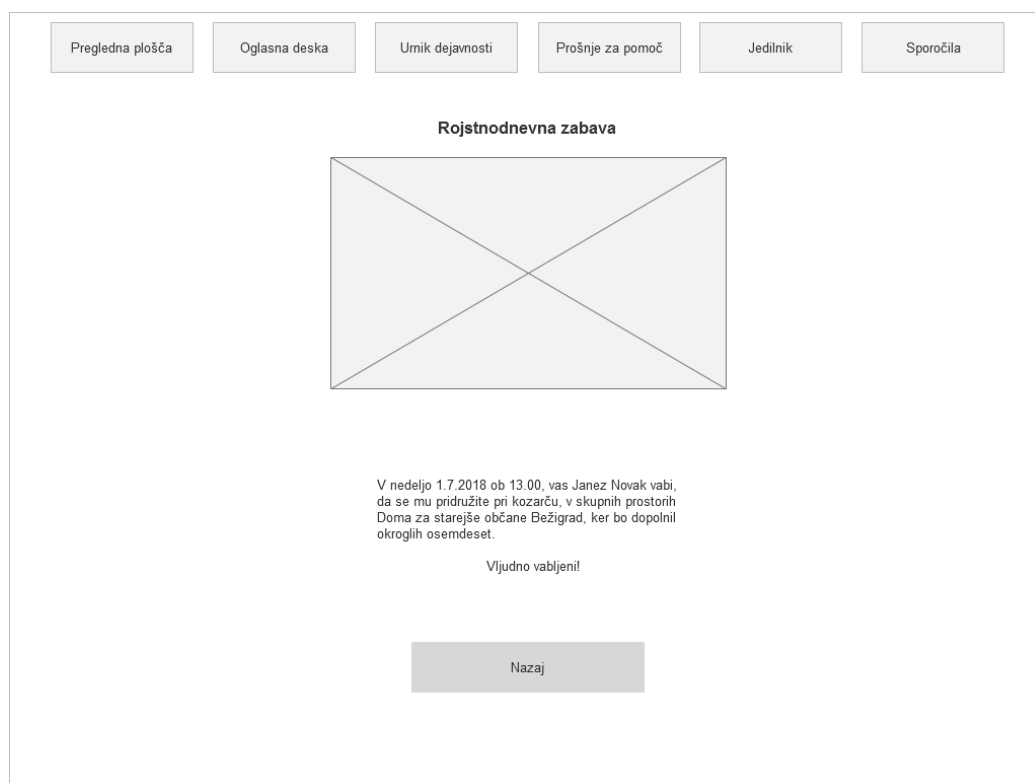 Pregledna plošča
Oglasna deska
Urnik dejavnosti
Prošnje za pomoč
Jedilnik
Sporočila
Rojstnodnevna zabava
V nedeljo 1.7.2018 ob 13.00, vas Janez Novak vabi,
da se mu pridružite pri kozarču, v skupnih prostorih
Doma za starejše občane Bežigrad, ker bo dopolnil
okroglih osemdeset.
Vljudno vabljeni!
Nazaj